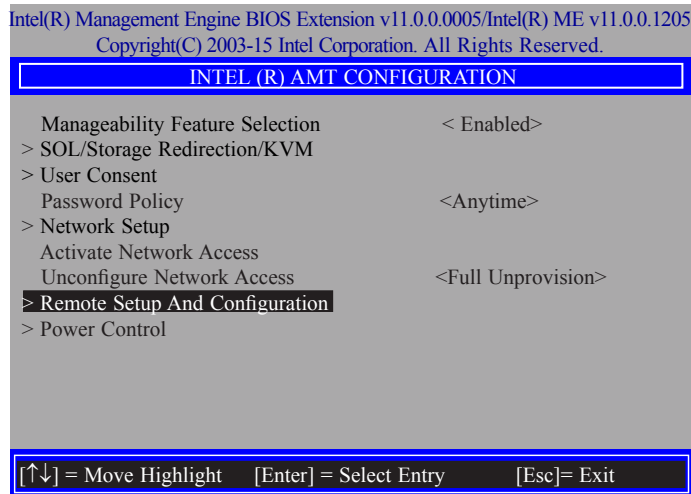 Intel(R) Management Engine BIOS Extension v11.0.0.0005/Intel(R) ME v11.0.0.1205
Copyright(C) 2003-15 Intel Corporation. All Rights Reserved.
INTEL (R) AMT CONFIGURATION
Manageability Feature Selection < Enabled>
> SOL/Storage Redirection/KVM
> User Consent
Password Policy <Anytime>
> Network Setup
Activate Network Access
Unconfigure Network Access <Full Unprovision>
> Remote Setup And Configuration
> Power Control
[↑↓] = Move Highlight [Enter] = Select Entry [Esc]= Exit